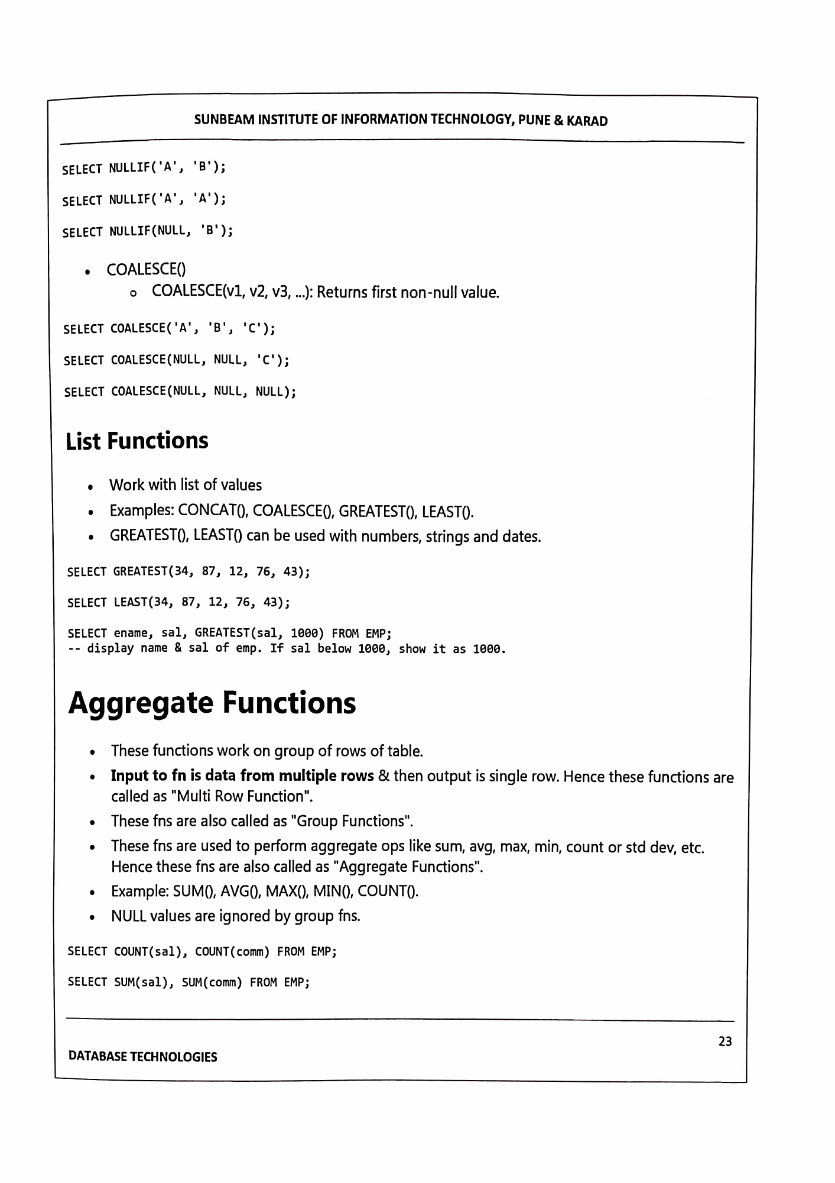 SUNBEAM INSTITUTE OF INFORMATION TECHNOLOGY, PUNE & KARAD
SELECT NULLIF('A', 'B');
SELECT NULLIF('A', 'A');
SELECT NULLIF(NULL, 'B');
• COALESCE()
o COALESCE(v1, v2, v3, ...): Returns first non-null value.
SELECT COALESCE('A', 'B', 'C');
SELECT COALESCE(NULL, NULL, 'C');
SELECT COALESCE(NULL, NULL, NULL);
List Functions
• Work with list of values
• Examples: CONCAT(), COALESCE(), GREATEST(), LEAST().
• GREATEST(), LEAST() can be used with numbers, strings and dates.
SELECT GREATEST(34, 87, 12, 76, 43);
SELECT LEAST(34, 87, 12, 76, 43);
SELECT ename, sal, GREATEST(sal, 1000) FROM EMP;
-- display name & sal of emp. If sal below 1000, show it as 1000.
Aggregate Functions
• These functions work on group of rows of table.
• Input to fn is data from multiple rows & then output is single row. Hence these functions are
called as "Multi Row Function".
• These fns are also called as "Group Functions".
• These fns are used to perform aggregate ops like sum, avg, max, min, count or std dev, etc.
Hence these fns are also called as "Aggregate Functions".
• Example: SUM(), AVG(), MAX(), MIN(), COUNT().
• NULL values are ignored by group fns.
SELECT COUNT(sal), COUNT(comm) FROM EMP;
SELECT SUM(sal), SUM(comm) FROM EMP;
23
DATABASE TECHNOLOGIES